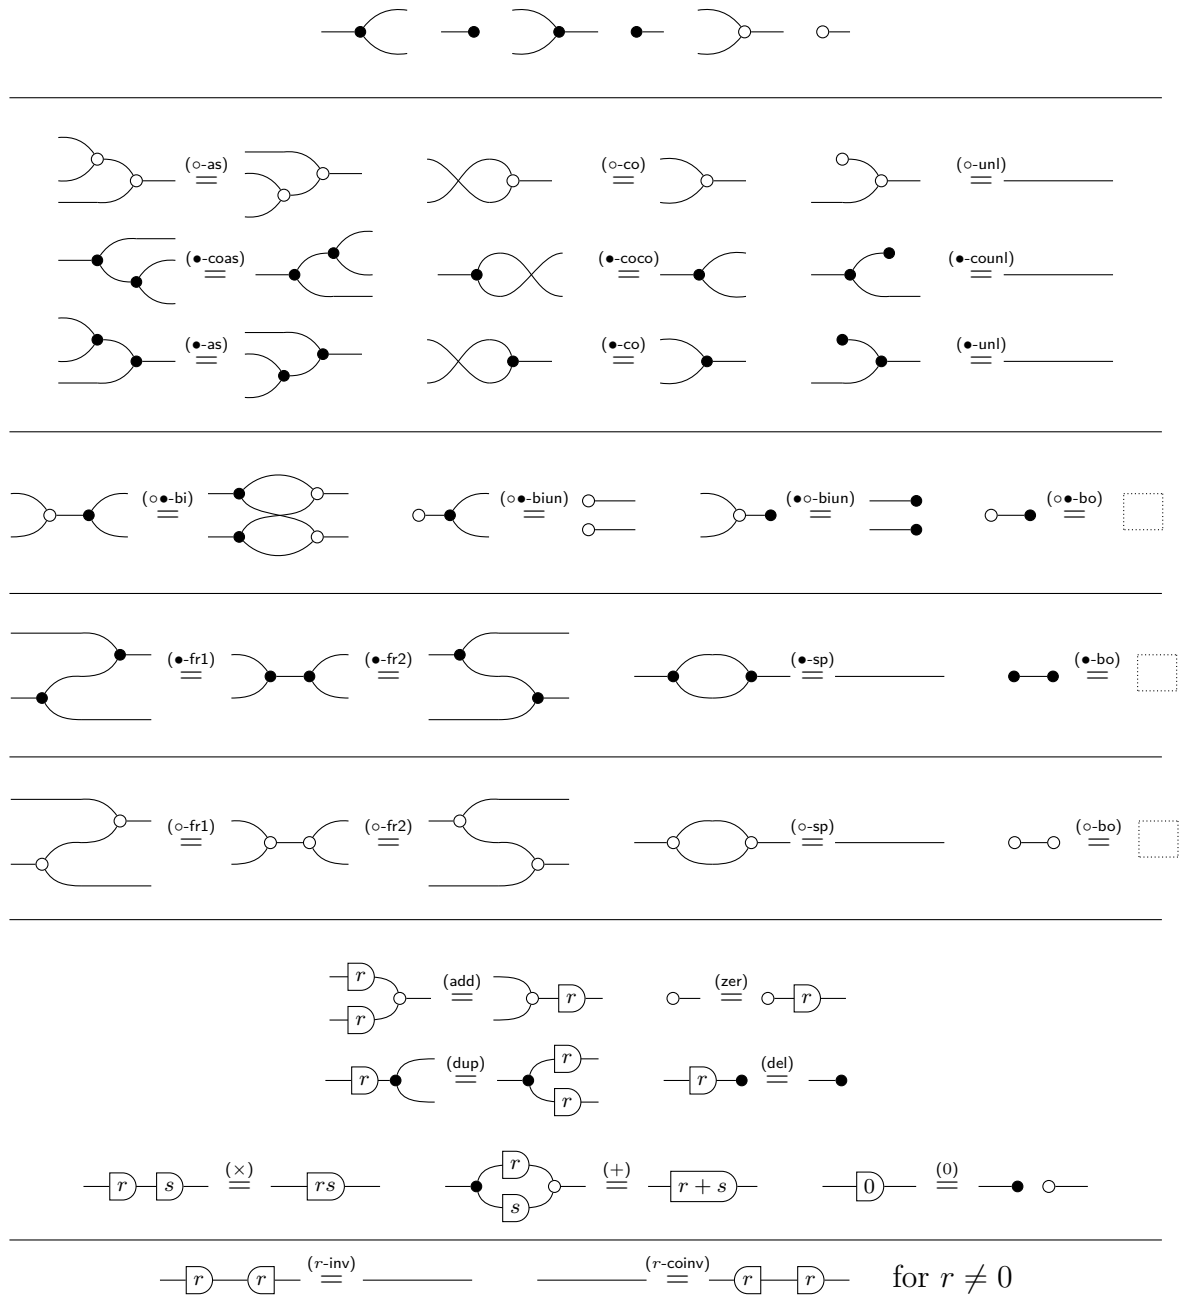 (○-as) (○-co) (○-unl)
(●-coas) (●-coco) (●-counl)
(●-as) (●-co) (●-unl)
(○●-bi) (○●-biun) (●○-biun) (○●-bo)
(●-fr1) (●-fr2) (●-sp) (●-bo)
(○-fr1) (○-fr2) (○-sp) (○-bo)
r r (add) r (zer) r
r (dup) r r r (del)
r s (×) rs r s (+) r + s 0 (0)
r r (r-inv) (r-coinv) r r for r ≠ 0